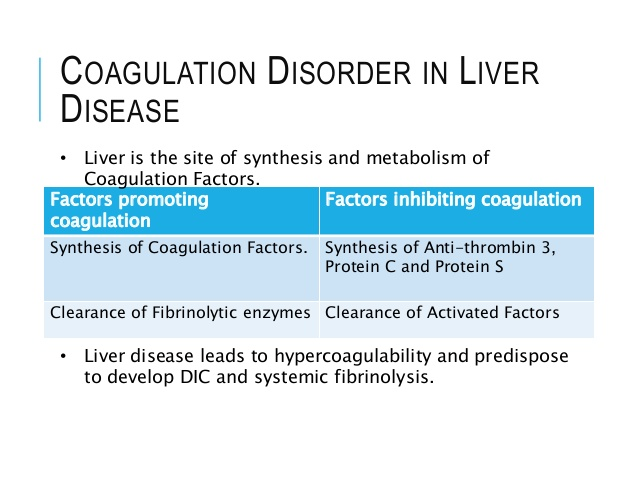 COAGULATION DISORDER IN LIVER
DISEASE
• Liver is the site of synthesis and metabolism of
Coagulation Factors.
Factors promoting
coagulation
Factors inhibiting coagulation
Synthesis of Coagulation Factors.
Synthesis of Anti-thrombin 3,
Protein C and Protein S
Clearance of Fibrinolytic enzymes
Clearance of Activated Factors
• Liver disease leads to hypercoagulability and predispose
to develop DIC and systemic fibrinolysis.